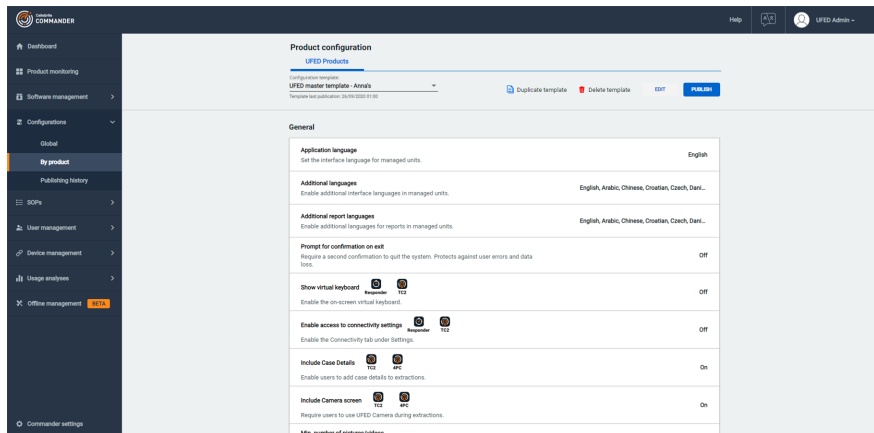 Cellebrite
COMMANDER
Help
UFED Admin
Dashboard
Product monitoring
Software management
Configurations
Global
By product
Publishing history
SOPs
User management
Device management
Usage analyses
Offline management BETA
Commander settings
Product configuration
UFED Products
Configuration template:
UFED master template - Anna's
Template last publication: 26/09/2020 01:00
Duplicate template
Delete template
EDIT
PUBLISH
General
Application language
Set the interface language for managed units.
English
Additional languages
Enable additional interface languages in managed units.
English, Arabic, Chinese, Croatian, Czech, Dani...
Additional report languages
Enable additional languages for reports in managed units.
English, Arabic, Chinese, Croatian, Czech, Dani...
Prompt for confirmation on exit
Require a second confirmation to quit the system. Protects against user errors and data
loss.
Off
Show virtual keyboard
Responder
TC2
Enable the on-screen virtual keyboard.
Off
Enable access to connectivity settings
Responder
TC2
Enable the Connectivity tab under Settings.
Off
Include Case Details
TC2
4PC
Enable users to add case details to extractions.
On
Include Camera screen
TC2
4PC
Require users to use UFED Camera during extractions.
On
Min. number of pictures/videos